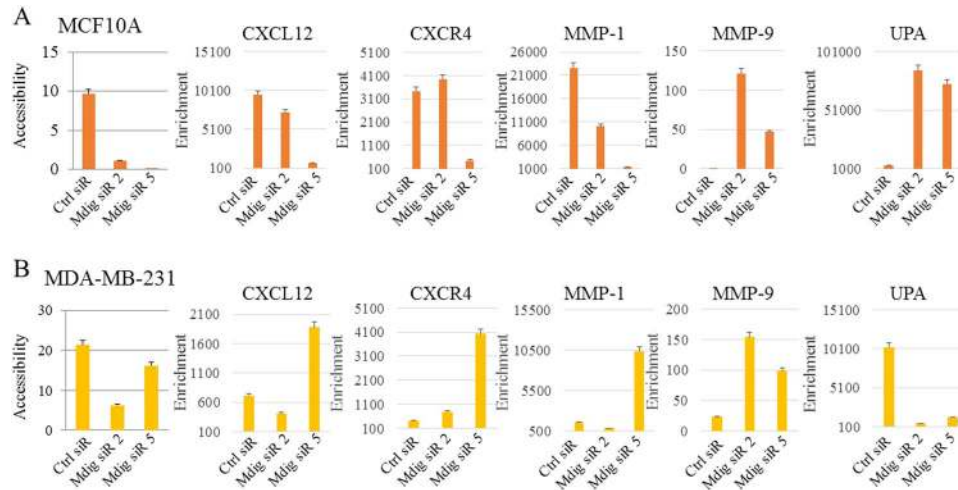 A
MCF10A
CXCL12
CXCR4
MMP-1
MMP-9
UPA
Accessibility
15
10
5
0
Enrichment
15100
10100
5100
100
Enrichment
5100
4100
3100
2100
1100
100
Enrichment
26000
21000
16000
11000
6000
1000
Enrichment
150
100
50
0
Enrichment
101000
51000
1000
Ctrl siR
Mdig siR 2
Mdig siR 5
Ctrl siR
Mdig siR 2
Mdig siR 5
Ctrl siR
Mdig siR 2
Mdig siR 5
Ctrl siR
Mdig siR 2
Mdig siR 5
Ctrl siR
Mdig siR 2
Mdig siR 5
Ctrl siR
Mdig siR 2
Mdig siR 5
B
MDA-MB-231
CXCL12
CXCR4
MMP-1
MMP-9
UPA
Accessibility
30
20
10
0
Enrichment
2100
1600
1100
600
100
Enrichment
5100
4100
3100
2100
1100
100
Enrichment
15500
10500
5500
500
Enrichment
200
150
100
50
0
Enrichment
15100
10100
5100
100
Ctrl siR
Mdig siR 2
Mdig siR 5
Ctrl siR
Mdig siR 2
Mdig siR 5
Ctrl siR
Mdig siR 2
Mdig siR 5
Ctrl siR
Mdig siR 2
Mdig siR 5
Ctrl siR
Mdig siR 2
Mdig siR 5
Ctrl siR
Mdig siR 2
Mdig siR 5